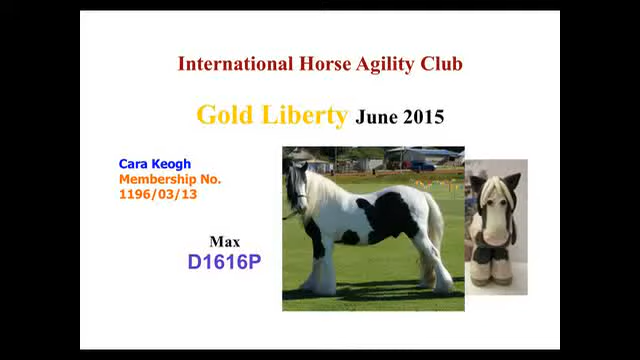 International Horse Agility Club
Gold Liberty June 2015
Cara Keogh
Membership No.
1196/03/13
Max
D1616P